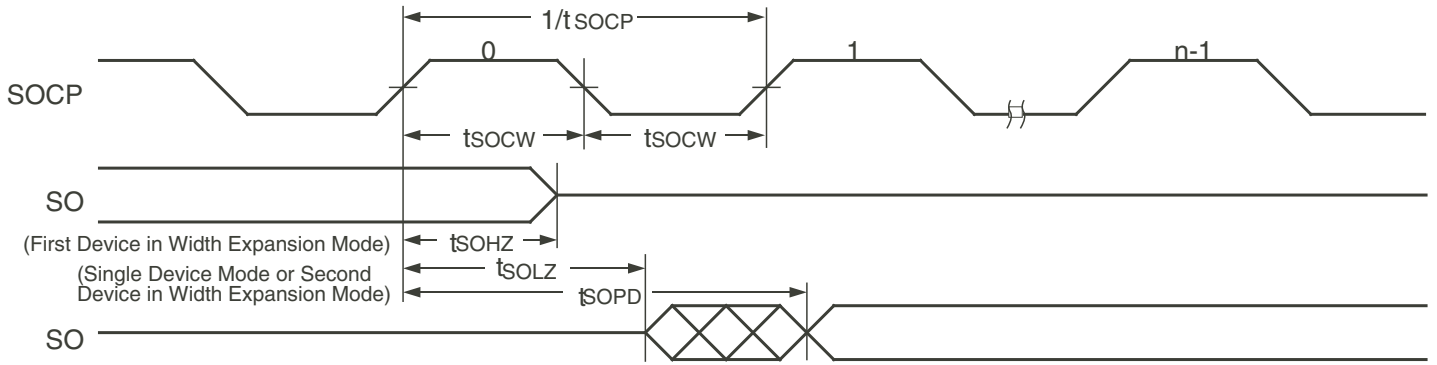 1/tSOCP
0
1
n-1
SOCP
tSOCW
tSOCW
SO
(First Device in Width Expansion Mode)
tSOHZ
tSOLZ
(Single Device Mode or Second
Device in Width Expansion Mode)
tSOPD
SO